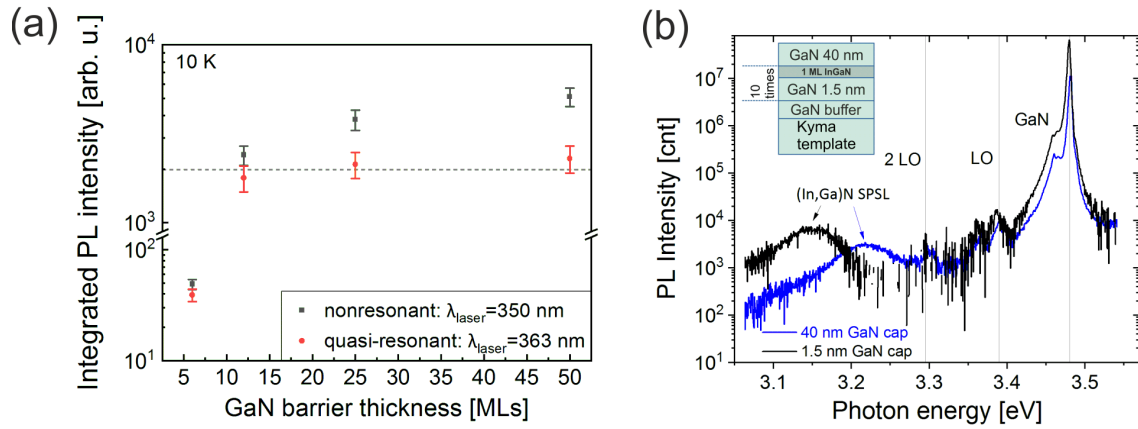 (a)
Integrated PL intensity [arb. u.]
10⁴
10³
10²
10¹
10 K
nonresonant: λlaser=350 nm
quasi-resonant: λlaser=363 nm
5 10 15 20 25 30 35 40 45 50
GaN barrier thickness [MLs]
(b)
PL Intensity [cnt]
10⁷
10⁶
10⁵
10⁴
10³
10²
10¹
10 times
GaN 40 nm
1 ML InGaN
GaN 1.5 nm
GaN buffer
Kyma
template
GaN
2 LO
LO
(In,Ga)N SPSL
40 nm GaN cap
1.5 nm GaN cap
3.1 3.2 3.3 3.4 3.5
Photon energy [eV]